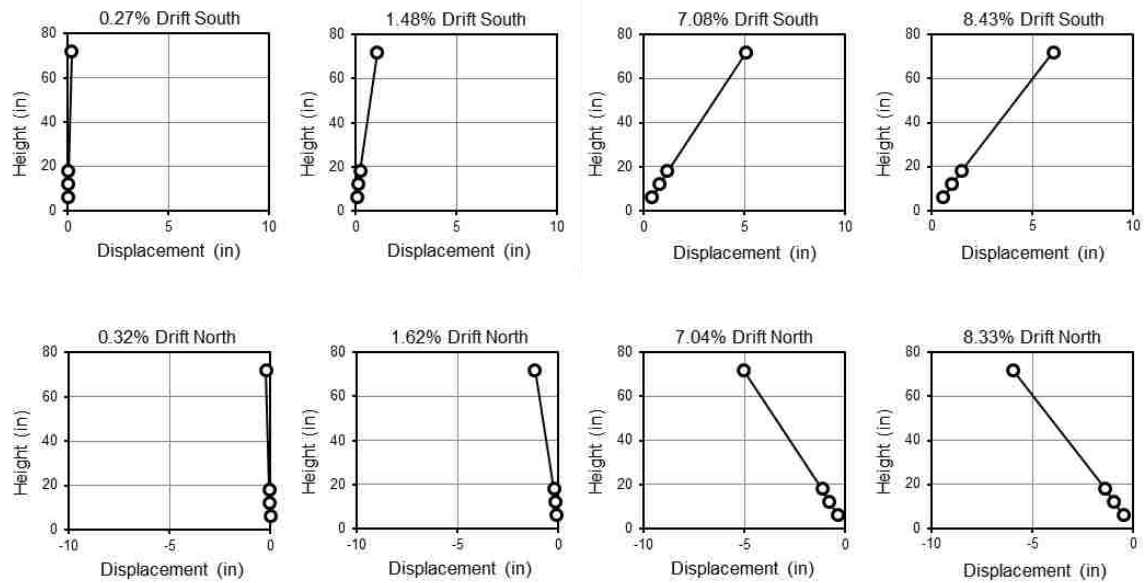 0.27% Drift South
80
60
40
20
0
Height (in)
0
5
10
Displacement (in)
1.48% Drift South
80
60
40
20
0
Height (in)
0
5
10
Displacement (in)
7.08% Drift South
80
60
40
20
0
Height (in)
0
5
10
Displacement (in)
8.43% Drift South
80
60
40
20
0
Height (in)
0
5
10
Displacement (in)
0.32% Drift North
80
60
40
20
0
Height (in)
-10
-5
0
Displacement (in)
1.62% Drift North
80
60
40
20
0
Height (in)
-10
-5
0
Displacement (in)
7.04% Drift North
80
60
40
20
0
Height (in)
-10
-5
0
Displacement (in)
8.33% Drift North
80
60
40
20
0
Height (in)
-10
-5
0
Displacement (in)